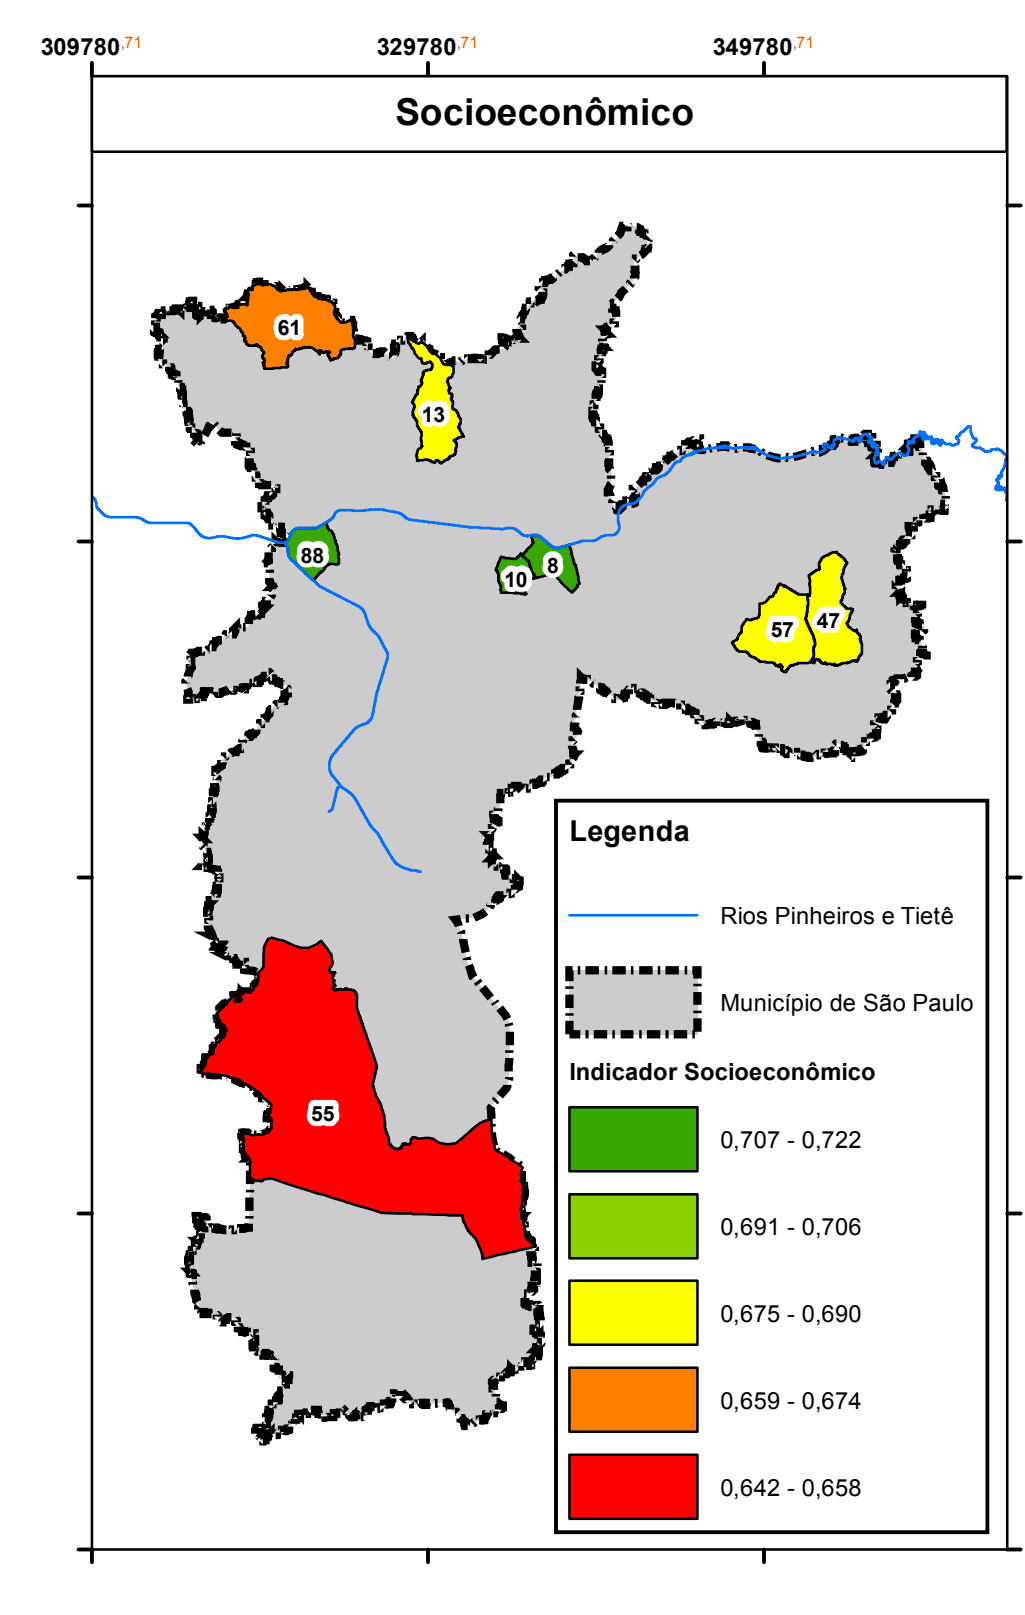 309780,71 329780,71 349780,71
Socioeconômico
61
13
88
10
8
57
47
55
Legenda
Rios Pinheiros e Tietê
Município de São Paulo
Indicador Socioeconômico
0,707 - 0,722
0,691 - 0,706
0,675 - 0,690
0,659 - 0,674
0,642 - 0,658